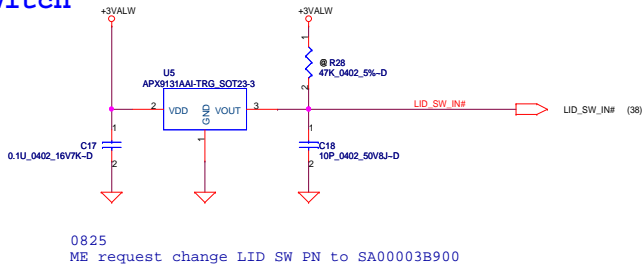 +3VALW
+3VALW
1
@ R28
47K_0402_5%~D
2
U5
APX9131AAI-TRG_SOT23-3
2 VDD GND VOUT 3
1
LID_SW_IN#
LID_SW_IN# (38)
C17
1
0.1U_0402_16V7K~D
2
1
C18
10P_0402_50V8J~D
2
0825
ME request change LID SW PN to SA00003B900